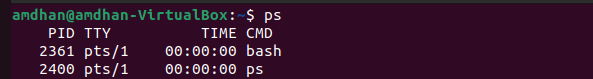 amdhan@amdhan-VirtualBox:~$ ps
PID TTY TIME CMD
2361 pts/1 00:00:00 bash
2400 pts/1 00:00:00 ps